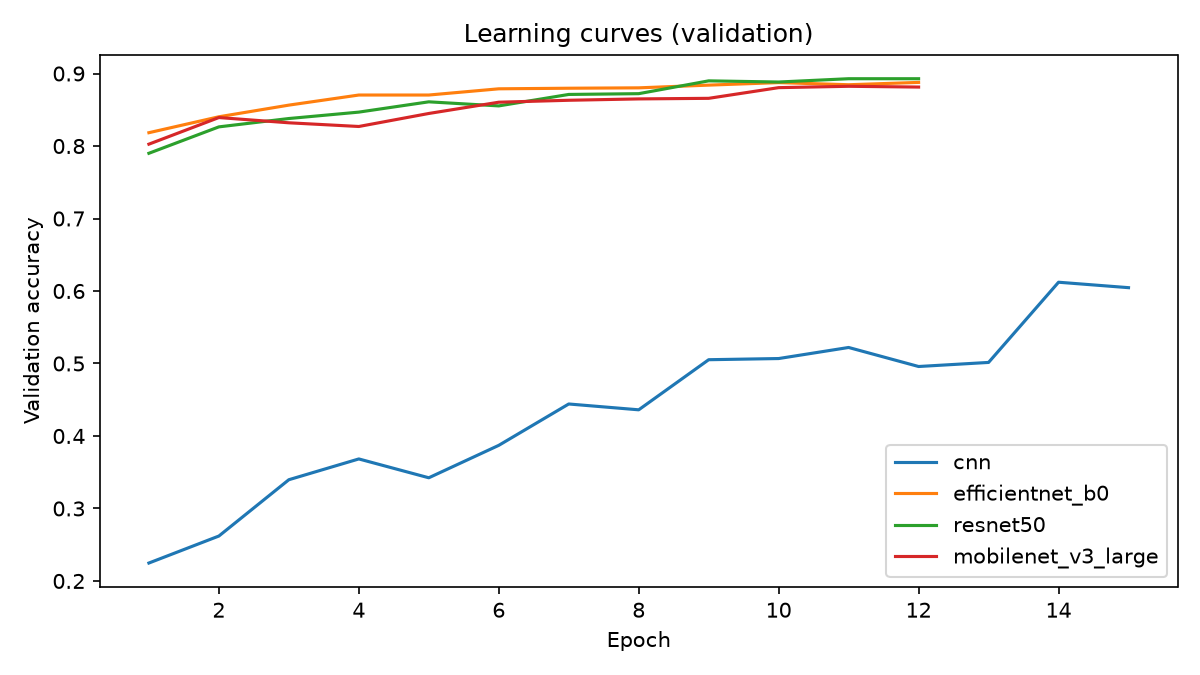 Learning curves (validation)
Validation accuracy
0.9
0.8
0.7
0.6
0.5
0.4
0.3
0.2
2
4
6
8
10
12
14
Epoch
cnn
efficientnet_b0
resnet50
mobilenet_v3_large